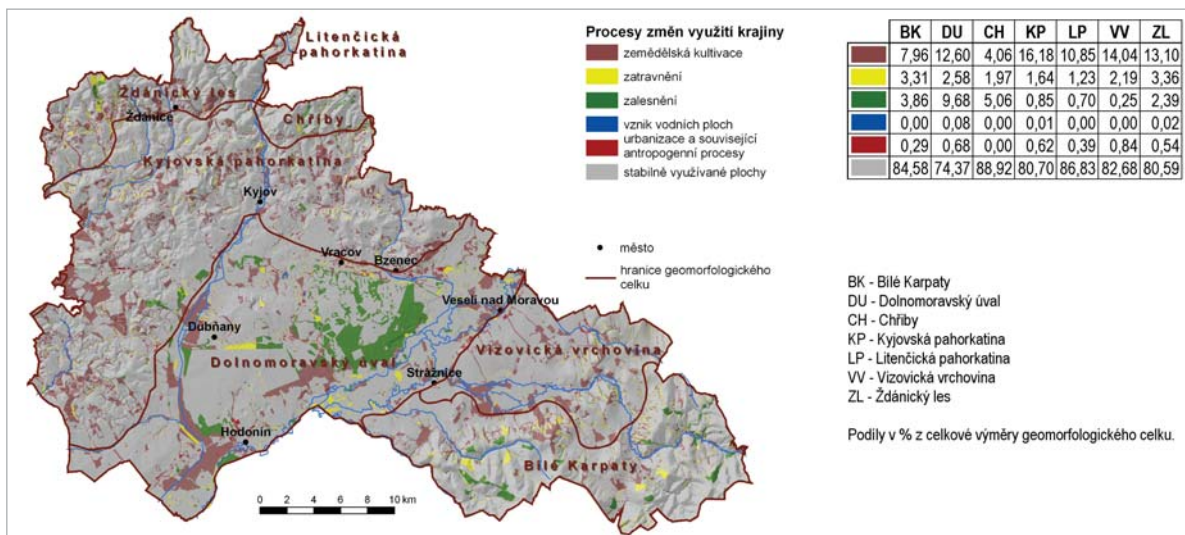 Litenčická
pahorkatina
Ždánický les
Ždánice
Chřiby
Kyjovská pahorkatina
Kyjov
Vracov
Bzenec
Veselí nad Moravou
Dubňany
Dolnomoravský úval
Vizovická vrchovina
Strážnice
Hodonín
Bílé Karpaty
0 2 4 6 8 10 km
Procesy změn využití krajiny
zemědělská kultivace
zatravnění
zalesnění
vznik vodních ploch
urbanizace a související
antropogenní procesy
stabilně využívané plochy
město
hranice geomorfologického
celku
BK DU CH KP LP VV ZL
7,96 12,60 4,06 16,18 10,85 14,04 13,10
3,31 2,58 1,97 1,64 1,23 2,19 3,36
3,86 9,68 5,06 0,85 0,70 0,25 2,39
0,00 0,08 0,00 0,01 0,00 0,00 0,02
0,29 0,68 0,00 0,62 0,39 0,84 0,54
84,58 74,37 88,92 80,70 86,83 82,68 80,59
BK - Bílé Karpaty
DU - Dolnomoravský úval
CH - Chřiby
KP - Kyjovská pahorkatina
LP - Litenčická pahorkatina
VV - Vizovická vrchovina
ZL - Ždánický les
Podíly v % z celkové výměry geomorfologického celku.